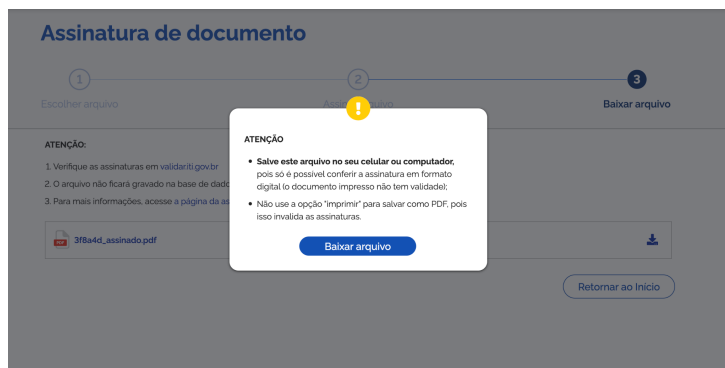 Assinatura de documento
1
2
3
Escolher arquivo
Baixar arquivo
ATENÇÃO:
1. Verifique as assinaturas em validar.iti.gov.br
2. O arquivo não ficará gravado na base de
3. Para mais informações, acesse a página da
PDF
3f8a4d_assinado.pdf
Retornar ao Início
!
ATENÇÃO
• Salve este arquivo no seu celular ou computador,
pois só é possível conferir a assinatura em formato
digital (o documento impresso não tem validade);
• Não use a opção "imprimir" para salvar como PDF, pois
isso invalida as assinaturas.
Baixar arquivo